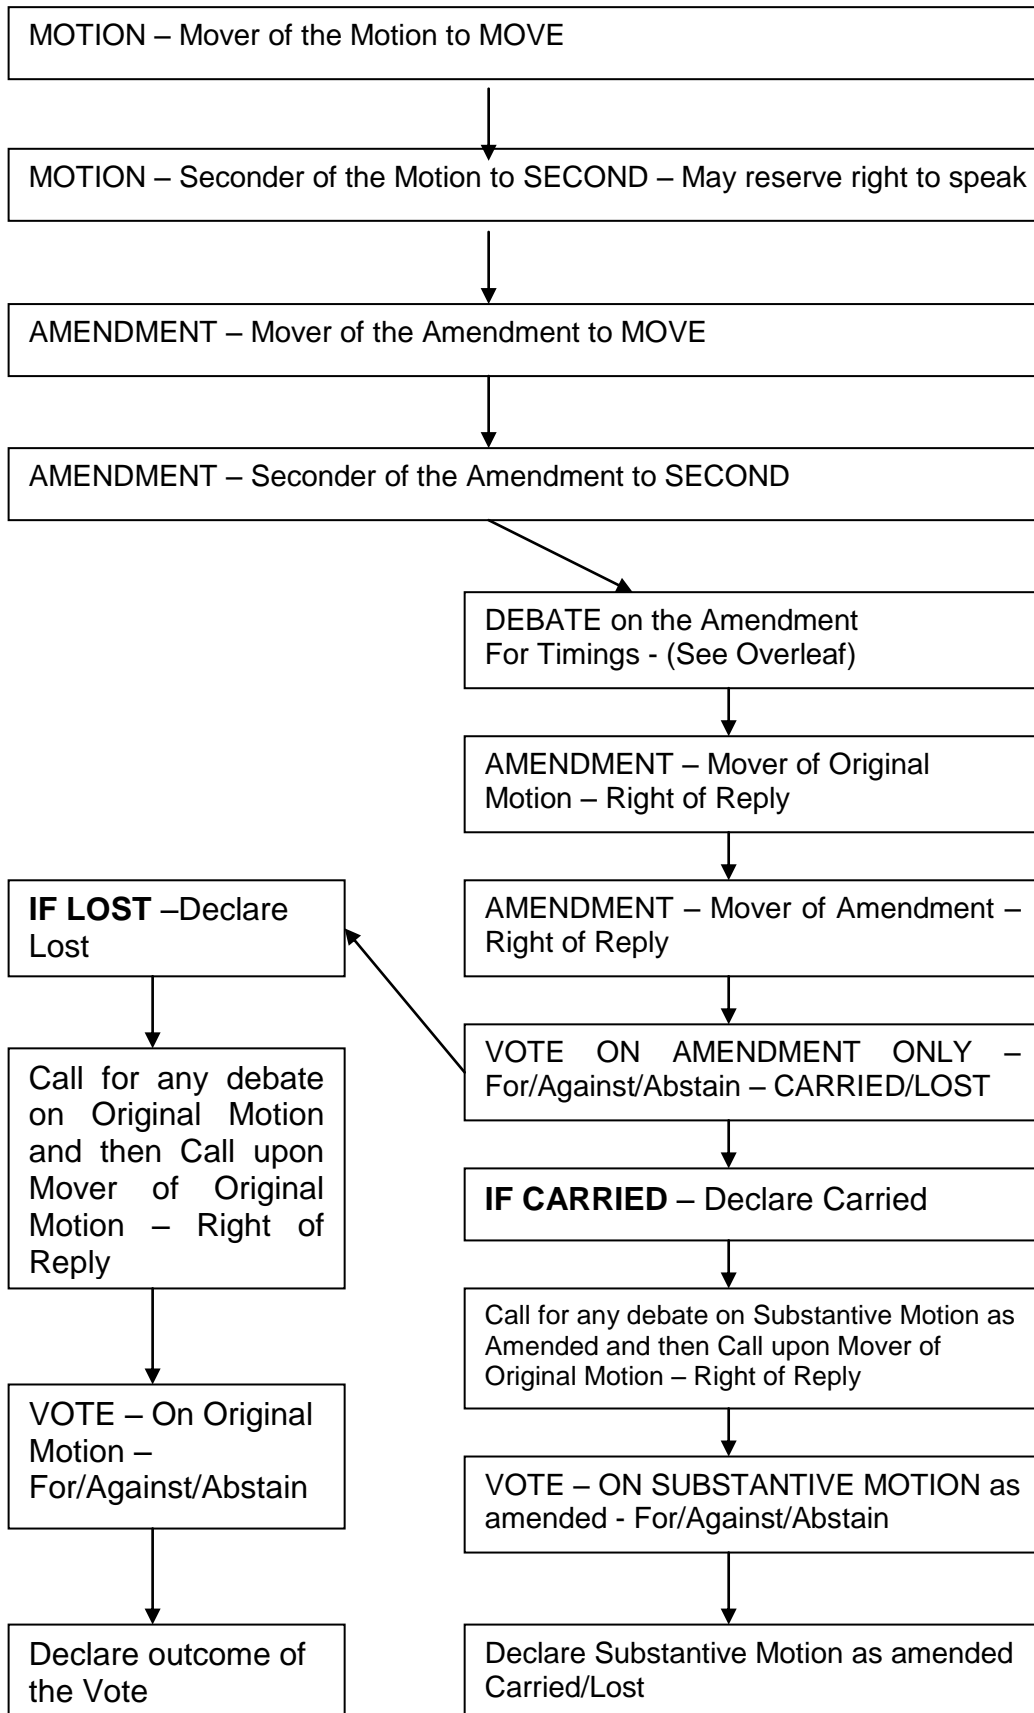 MOTION – Mover of the Motion to MOVE
MOTION – Seconder of the Motion to SECOND – May reserve right to speak
AMENDMENT – Mover of the Amendment to MOVE
AMENDMENT – Seconder of the Amendment to SECOND
DEBATE on the Amendment
For Timings - (See Overleaf)
AMENDMENT – Mover of Original
Motion – Right of Reply
AMENDMENT – Mover of Amendment –
Right of Reply
VOTE ON AMENDMENT ONLY –
For/Against/Abstain – CARRIED/LOST
IF LOST –Declare
Lost
Call for any debate
on Original Motion
and then Call upon
Mover of Original
Motion – Right of
Reply
VOTE – On Original
Motion –
For/Against/Abstain
Declare outcome of
the Vote
IF CARRIED – Declare Carried
Call for any debate on Substantive Motion as
Amended and then Call upon Mover of
Original Motion – Right of Reply
VOTE – ON SUBSTANTIVE MOTION as
amended - For/Against/Abstain
Declare Substantive Motion as amended
Carried/Lost